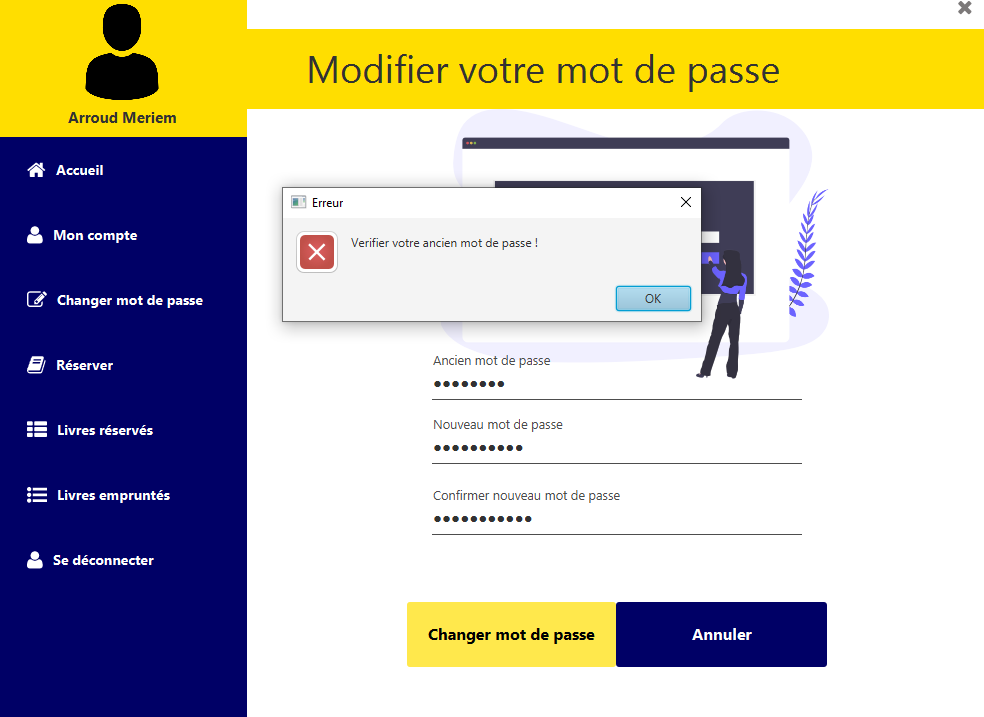 Modifier votre mot de passe
Arroud Meriem
Accueil
Mon compte
Changer mot de passe
Réserver
Livres réservés
Livres empruntés
Se déconnecter
Erreur
Verifier votre ancien mot de passe !
OK
Ancien mot de passe
••••••••
Nouveau mot de passe
••••••••••
Confirmer nouveau mot de passe
•••••••••••
Changer mot de passe
Annuler